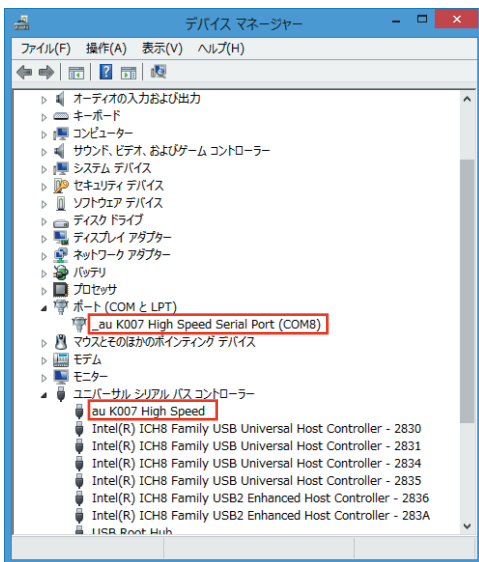 デバイス マネージャー
ファイル(F) 操作(A) 表示(V) ヘルプ(H)
オーディオの入力および出力
キーボード
コンピューター
サウンド、ビデオ、およびゲーム コントローラー
システム デバイス
セキュリティ デバイス
ソフトウェア デバイス
ディスク ドライブ
ディスプレイ アダプター
ネットワーク アダプター
バッテリ
プロセッサ
ポート (COM と LPT)
_au K007 High Speed Serial Port (COM8)
マウスとそのほかのポインティング デバイス
モデム
モニター
ユニバーサル シリアル バス コントローラー
au K007 High Speed
Intel(R) ICH8 Family USB Universal Host Controller - 2830
Intel(R) ICH8 Family USB Universal Host Controller - 2831
Intel(R) ICH8 Family USB Universal Host Controller - 2834
Intel(R) ICH8 Family USB Universal Host Controller - 2835
Intel(R) ICH8 Family USB2 Enhanced Host Controller - 2836
Intel(R) ICH8 Family USB2 Enhanced Host Controller - 283A
USB Root Hub